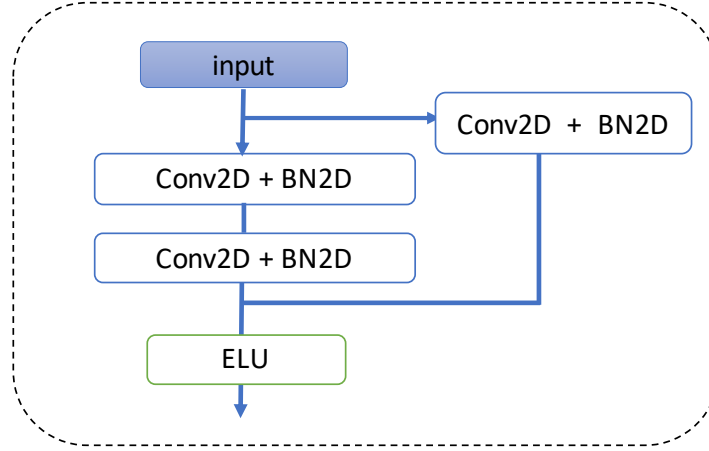 input
Conv2D + BN2D
Conv2D + BN2D
Conv2D + BN2D
ELU